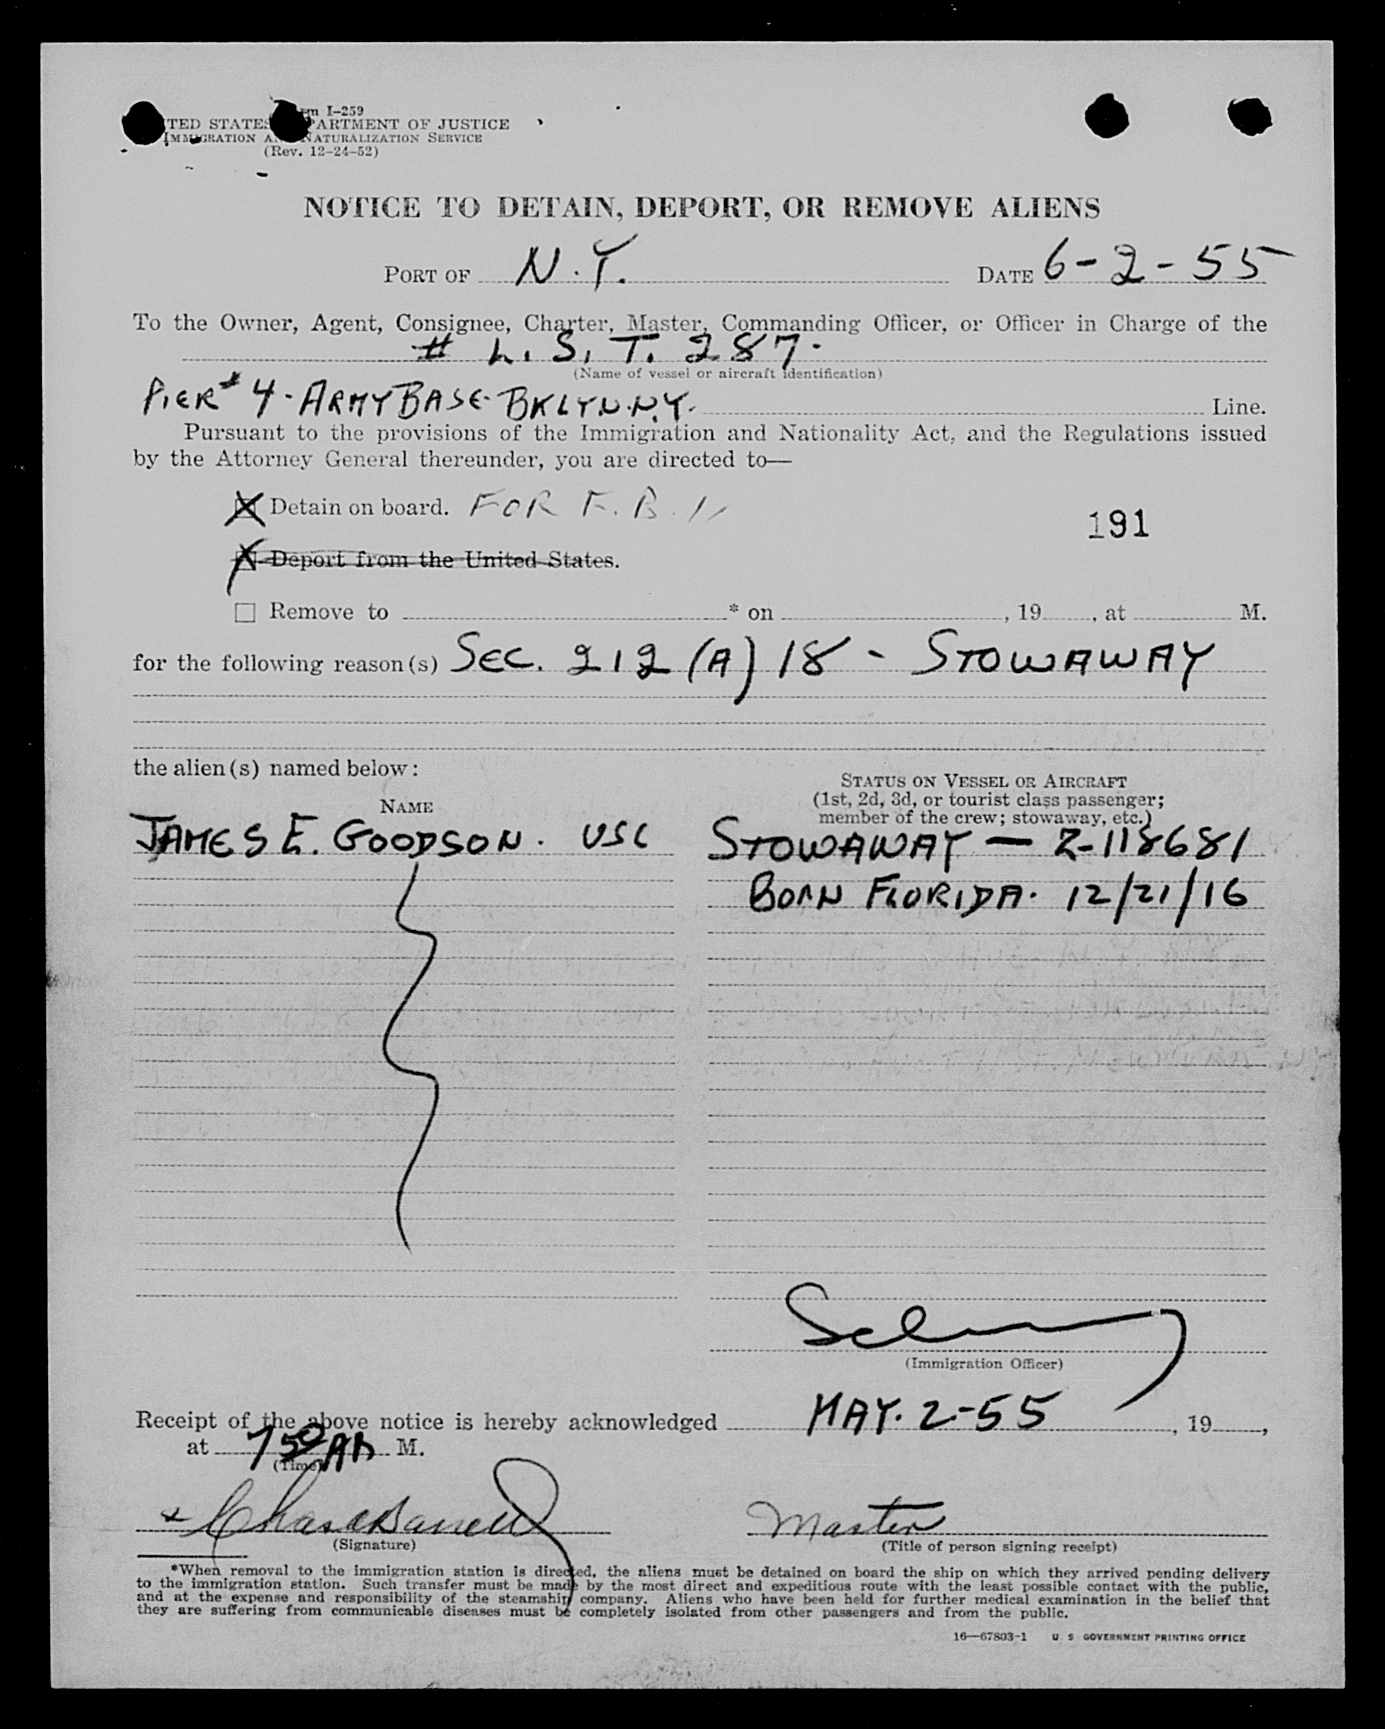 Form I-259
UNITED STATES DEPARTMENT OF JUSTICE
IMMIGRATION AND NATURALIZATION SERVICE
(Rev. 12-24-52)
NOTICE TO DETAIN, DEPORT, OR REMOVE ALIENS
PORT OF N.Y. DATE 6-2-55
To the Owner, Agent, Consignee, Charter, Master, Commanding Officer, or Officer in Charge of the
# L.S.T. 287.
(Name of vessel or aircraft identification)
PIER #4-ARMY BASE-BKLYN.N.Y. Line.
Pursuant to the provisions of the Immigration and Nationality Act, and the Regulations issued
by the Attorney General thereunder, you are directed to—
Detain on board. FOR F.B.I.
191
Deport from the United States.
Remove to * on , 19 , at M.
for the following reason(s) SEC. 212 (A) 18 - STOWAWAY
the alien(s) named below:
STATUS ON VESSEL OR AIRCRAFT
(1st, 2d, 3d, or tourist class passenger;
member of the crew; stowaway, etc.)
NAME
JAMES E. GOODSON. USC STOWAWAY — Z-118681
BORN FLORIDA. 12/21/16
(Immigration Officer)
Receipt of the above notice is hereby acknowledged MAY. 2-55 , 19 ,
at 750 AM M.
(Time)
Master
(Signature) (Title of person signing receipt)
*When removal to the immigration station is directed, the aliens must be detained on board the ship on which they arrived pending delivery
to the immigration station. Such transfer must be made by the most direct and expeditious route with the least possible contact with the public,
and at the expense and responsibility of the steamship company. Aliens who have been held for further medical examination in the belief that
they are suffering from communicable diseases must be completely isolated from other passengers and from the public.
16—67803-1 U. S. GOVERNMENT PRINTING OFFICE